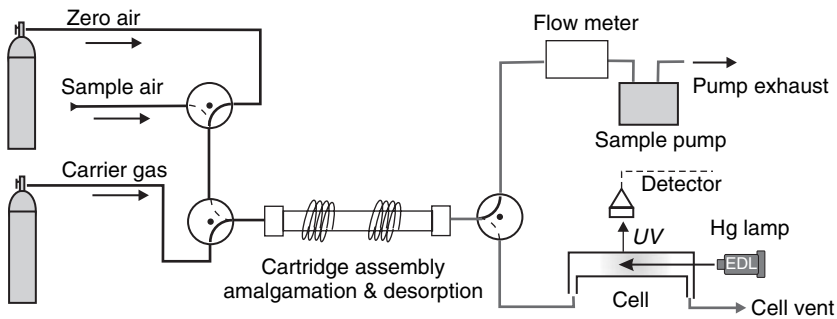 Zero air
Sample air
Carrier gas
Cartridge assembly
amalgamation & desorption
Flow meter
Pump exhaust
Sample pump
Detector
UV
Hg lamp
EDL
Cell
Cell vent